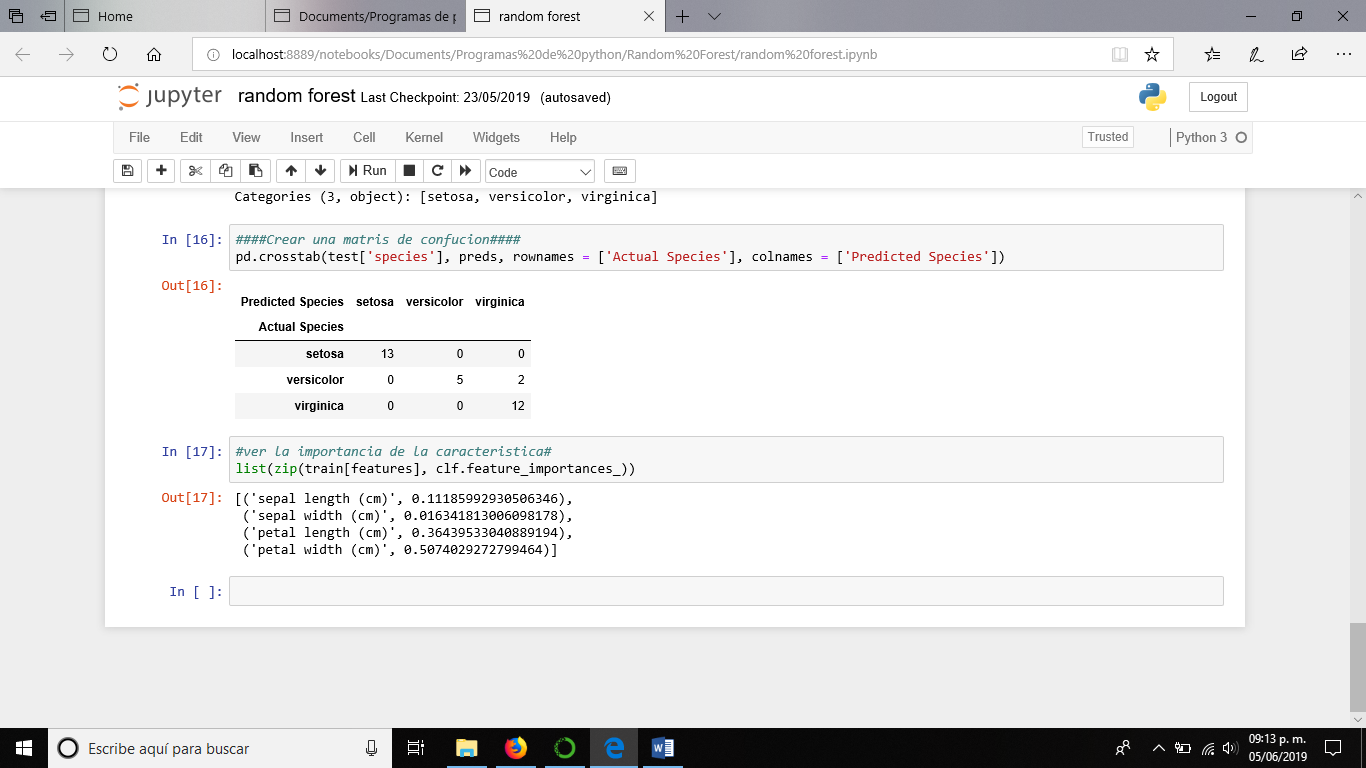 Home
Documents/Programas de p
random forest
localhost:8889/notebooks/Documents/Programas%20de%20python/Random%20Forest/random%20forest.ipynb
jupyter random forest Last Checkpoint: 23/05/2019 (autosaved)
Logout
File Edit View Insert Cell Kernel Widgets Help
Trusted
Python 3
Run
Code
Categories (3, object): [setosa, versicolor, virginica]
In [16]: ####Crear una matris de confucion####
pd.crosstab(test['species'], preds, rownames = ['Actual Species'], colnames = ['Predicted Species'])
Out[16]:
Predicted Species setosa versicolor virginica
Actual Species
setosa 13 0 0
versicolor 0 5 2
virginica 0 0 12
In [17]: #ver la importancia de la caracteristica#
list(zip(train[features], clf.feature_importances_))
Out[17]: [('sepal length (cm)', 0.11185992930506346),
('sepal width (cm)', 0.016341813006098178),
('petal length (cm)', 0.36439533040889194),
('petal width (cm)', 0.5074029272799464)]
In [ ]:
Escribe aquí para buscar
09:13 p. m.
05/06/2019